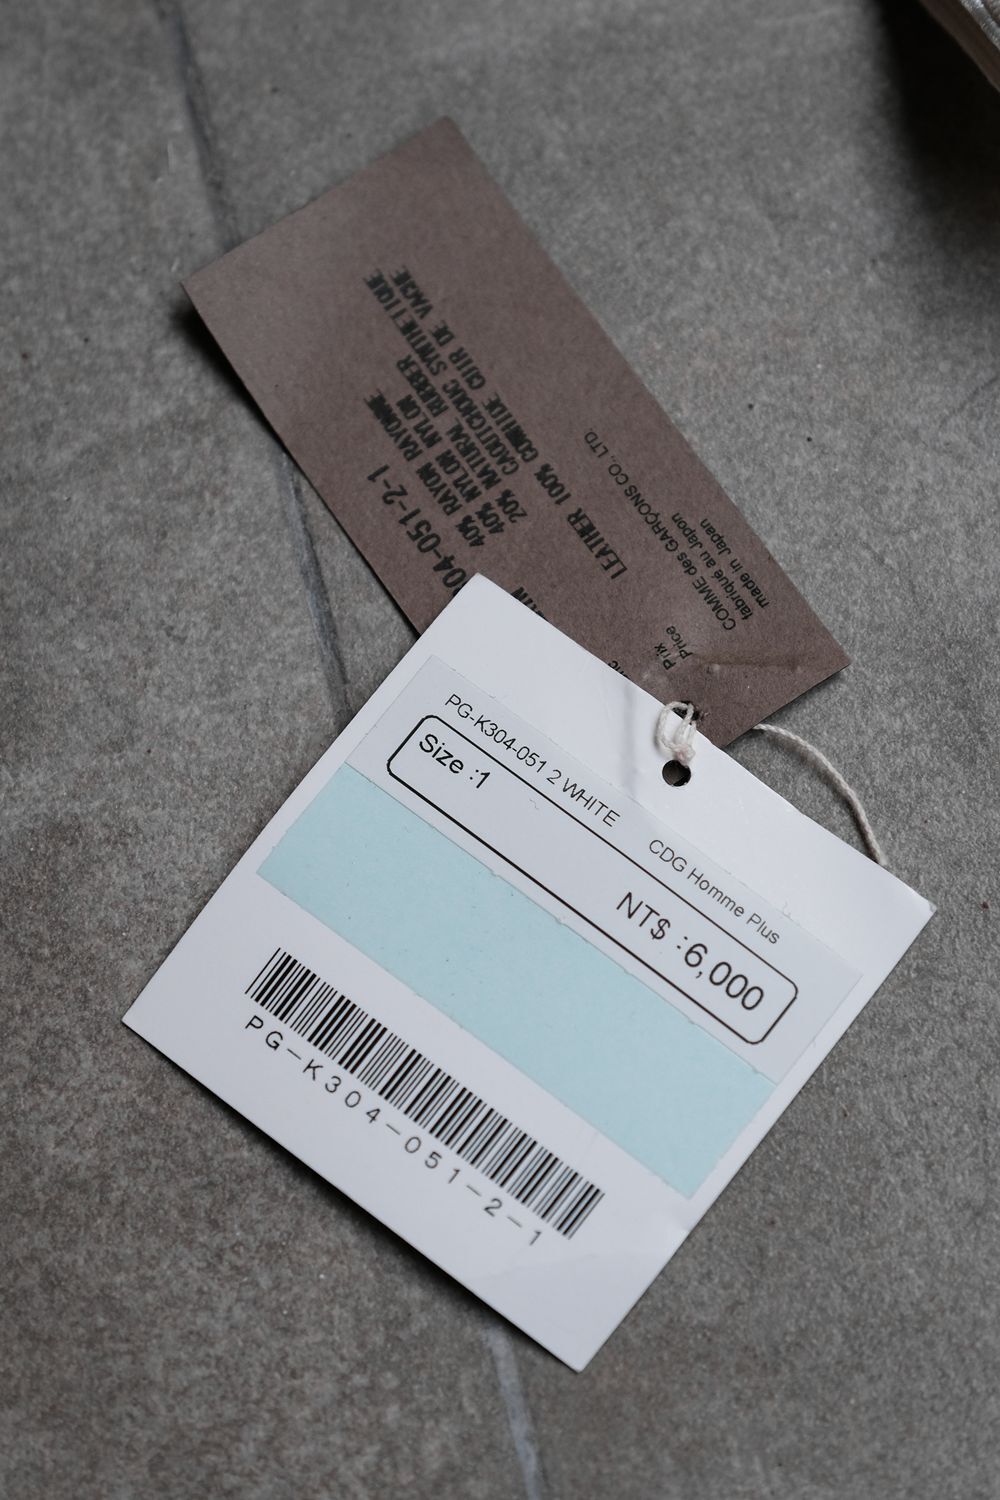 04-051-2-1
40% RAYON RAYONNE
40% NYLON NYLON
20% NATURAL RUBBER
CAOUTCHOUC SYNTHETIQUE
LEATHER 100% COWHIDE CUIR DE VACHE
COMME des GARÇONS CO., LTD.
fabriqué au Japon
made in Japan
Prix
Price
PG-K304-051 2 WHITE CDG Homme Plus
Size :1
NT$ :6,000
PG-K304-051-2-1